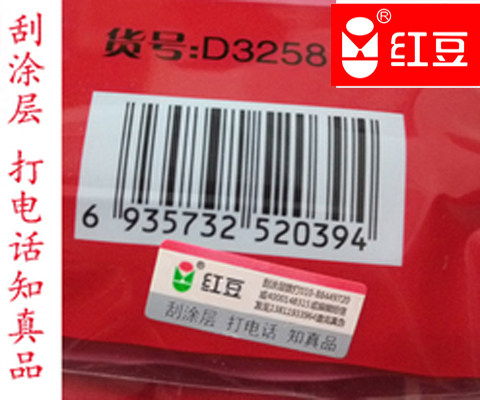 刮涂层 打电话知真品
货号:D3258
® 红豆
6 935732 520394
红豆
刮涂层 打电话 知真品